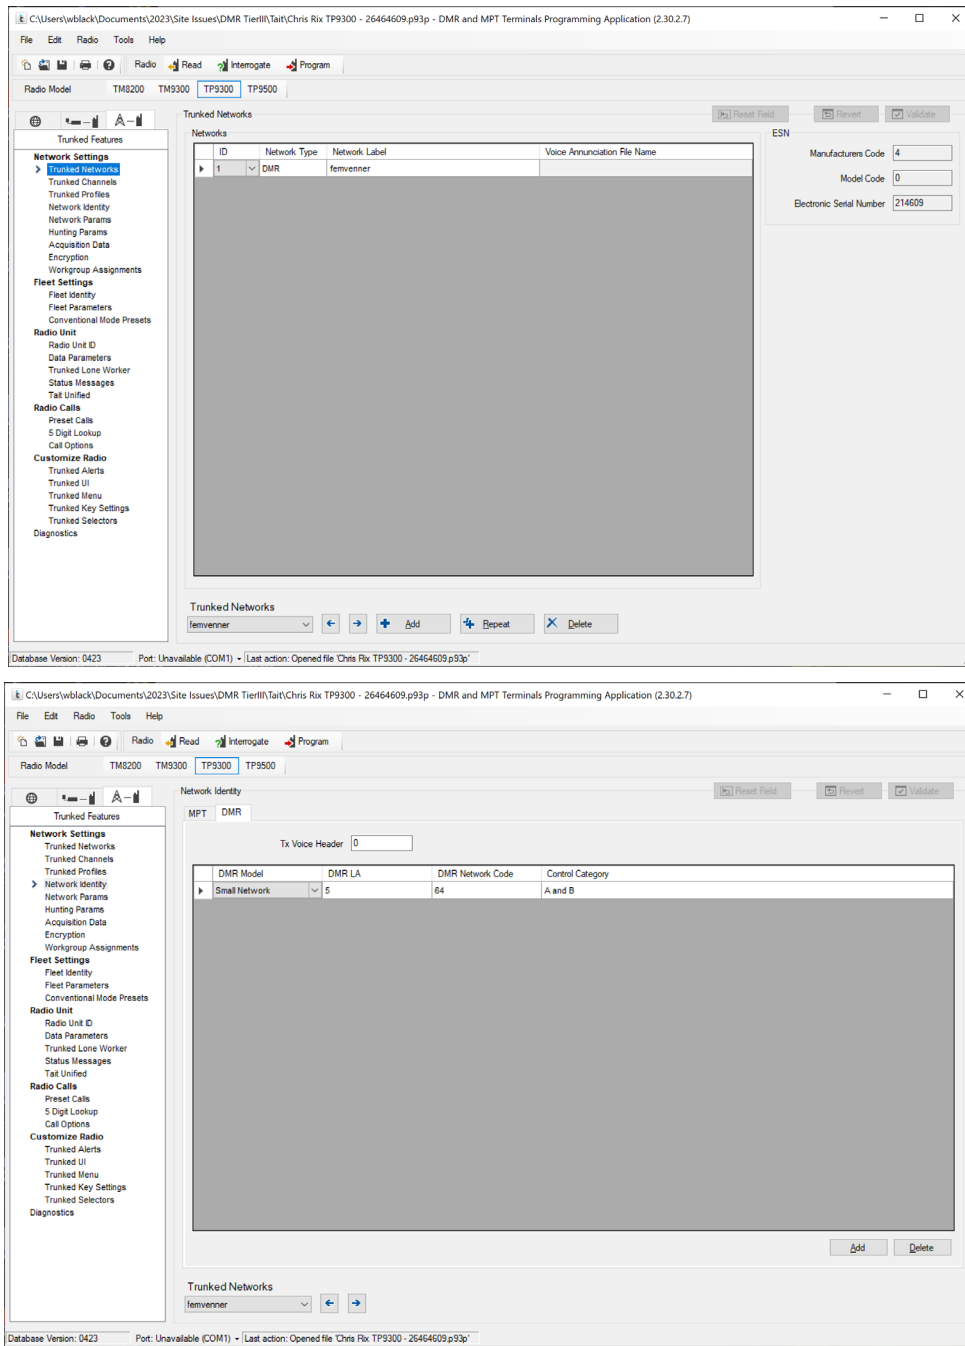 C:\Users\wblack\Documents\2023\Site Issues\DMR TierIII\Tait\Chris Rix TP9300 - 26464609.p93p - DMR and MPT Terminals Programming Application (2.30.2.7)
File Edit Radio Tools Help
Radio Read Interrogate Program
Radio Model TM8200 TM9300 TP9300 TP9500
Trunked Networks Reset Field Revert Validate
Trunked Features
Networks
ESN
ID Network Type Network Label Voice Annunciation File Name
1 DMR femvenner
Manufacturers Code 4
Model Code 0
Electronic Serial Number 214609
Network Settings
Trunked Networks
Trunked Channels
Trunked Profiles
Network Identity
Network Params
Hunting Params
Acquisition Data
Encryption
Workgroup Assignments
Fleet Settings
Fleet Identity
Fleet Parameters
Conventional Mode Presets
Radio Unit
Radio Unit ID
Data Parameters
Trunked Lone Worker
Status Messages
Tait Unified
Radio Calls
Preset Calls
5 Digit Lookup
Call Options
Customize Radio
Trunked Alerts
Trunked UI
Trunked Menu
Trunked Key Settings
Trunked Selectors
Diagnostics
Trunked Networks
femvenner Add Repeat Delete
Database Version: 0423 Port: Unavailable (COM1) Last action: Opened file 'Chris Rix TP9300 - 26464609.p93p'
C:\Users\wblack\Documents\2023\Site Issues\DMR TierIII\Tait\Chris Rix TP9300 - 26464609.p93p - DMR and MPT Terminals Programming Application (2.30.2.7)
File Edit Radio Tools Help
Radio Read Interrogate Program
Radio Model TM8200 TM9300 TP9300 TP9500
Network Identity Reset Field Revert Validate
Trunked Features
MPT DMR
Tx Voice Header 0
DMR Model DMR LA DMR Network Code Control Category
Small Network 5 64 A and B
Network Settings
Trunked Networks
Trunked Channels
Trunked Profiles
Network Identity
Network Params
Hunting Params
Acquisition Data
Encryption
Workgroup Assignments
Fleet Settings
Fleet Identity
Fleet Parameters
Conventional Mode Presets
Radio Unit
Radio Unit ID
Data Parameters
Trunked Lone Worker
Status Messages
Tait Unified
Radio Calls
Preset Calls
5 Digit Lookup
Call Options
Customize Radio
Trunked Alerts
Trunked UI
Trunked Menu
Trunked Key Settings
Trunked Selectors
Diagnostics
Add Delete
Trunked Networks
femvenner
Database Version: 0423 Port: Unavailable (COM1) Last action: Opened file 'Chris Rix TP9300 - 26464609.p93p'